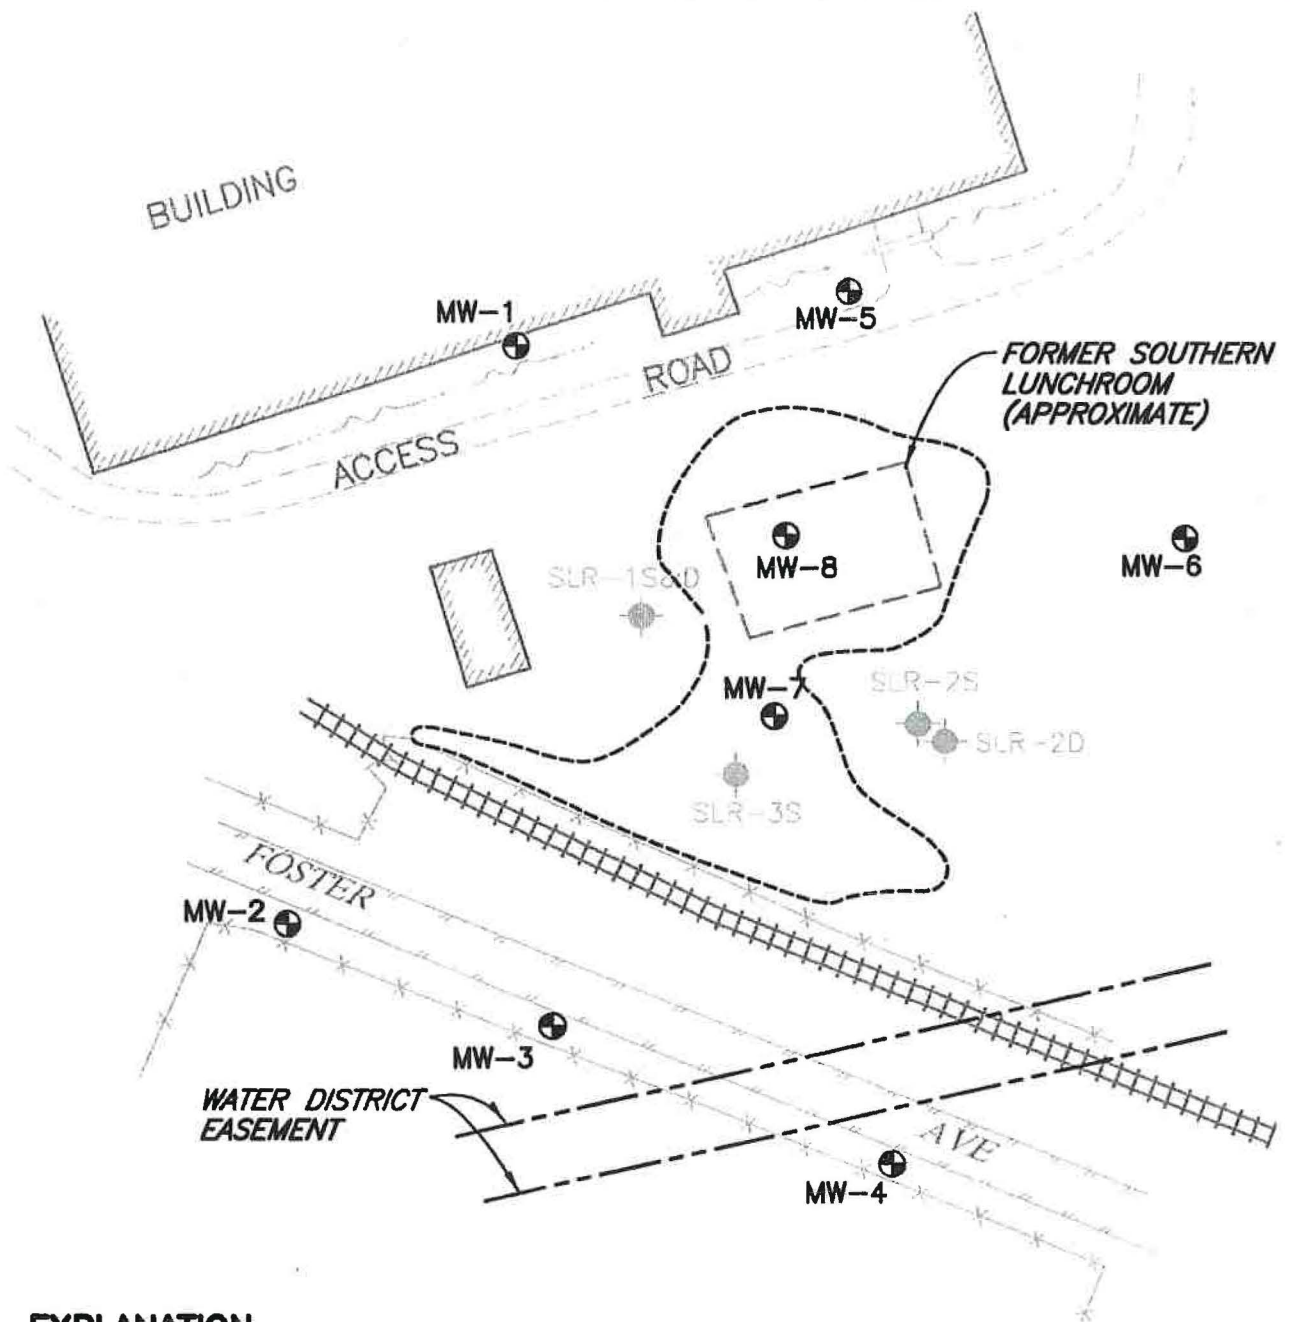 BUILDING
MW-1
MW-5
ROAD
FORMER SOUTHERN
LUNCHROOM
(APPROXIMATE)
ACCESS
MW-8
MW-6
SLR-1S&D
MW-7
SLR-2S
SLR-2D
SLR-3S
FOSTER
MW-2
MW-3
WATER DISTRICT
EASEMENT
AVE
MW-4
EXPLANATION